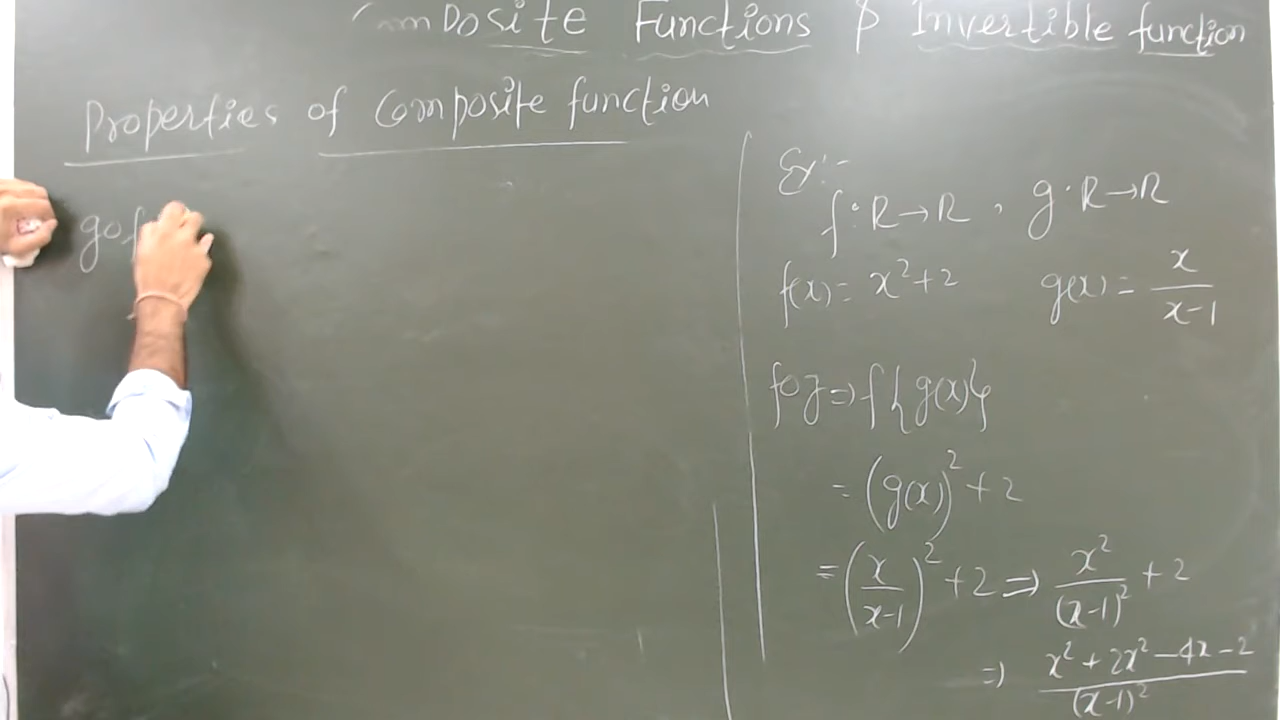 Composite Functions & Invertible function
Properties of Composite function
gof
Ex:-
f:R→R , g:R→R
f(x)= x²+2 g(x)= x/(x-1)
fog ⇒ f{g(x)}
= (g(x))²+2
= (x/(x-1))²+2 ⇒ x²/(x-1)² + 2
⇒ (x²+2x²-4x-2)/(x-1)²